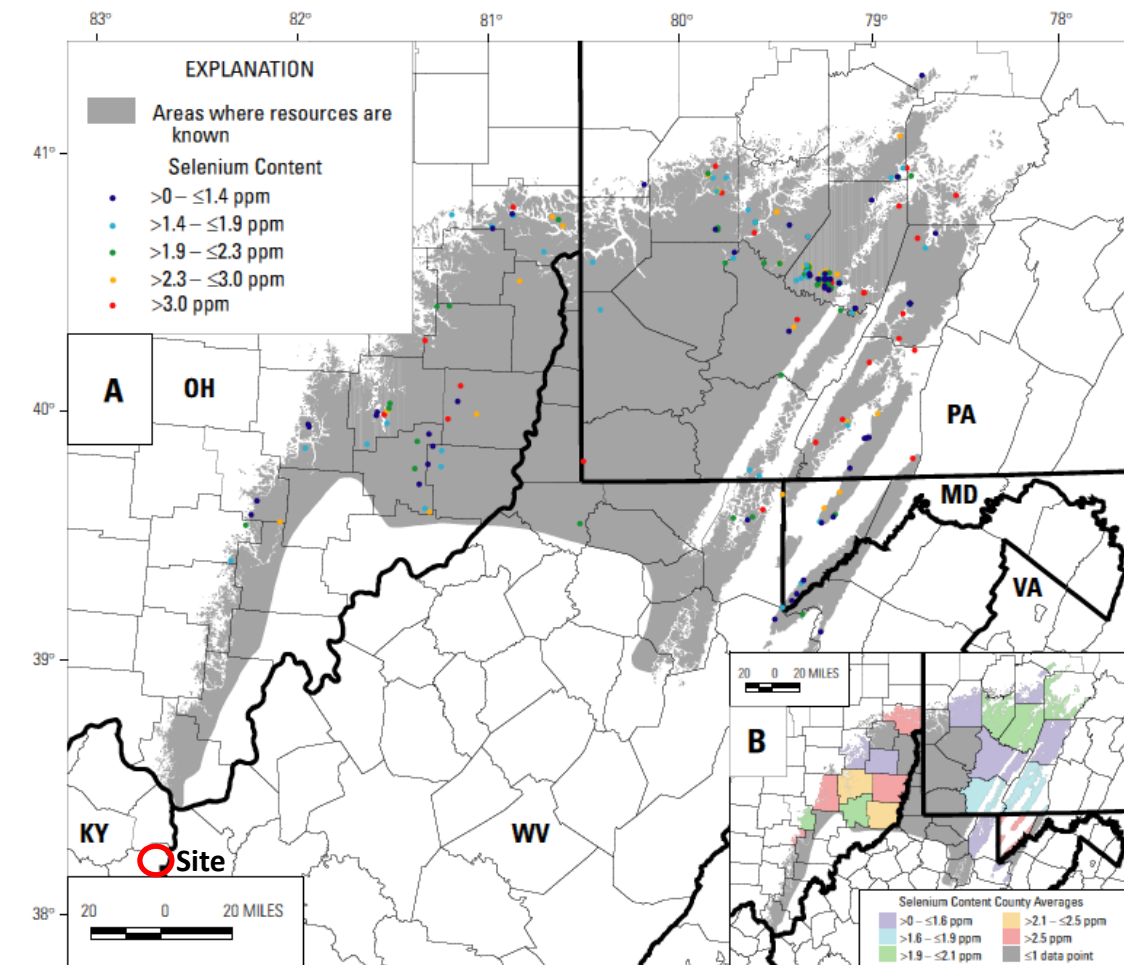 83°
82°
81°
80°
79°
78°
EXPLANATION
Areas where resources are
known
Selenium Content
>0 – ≤1.4 ppm
>1.4 – ≤1.9 ppm
>1.9 – ≤2.3 ppm
>2.3 – ≤3.0 ppm
>3.0 ppm
41°
A
OH
40°
PA
MD
VA
39°
20 0 20 MILES
B
KY
WV
Site
20 0 20 MILES
38°
Selenium Content County Averages
>0 – ≤1.6 ppm
>1.6 – ≤1.9 ppm
>1.9 – ≤2.1 ppm
>2.1 – ≤2.5 ppm
>2.5 ppm
≤1 data point